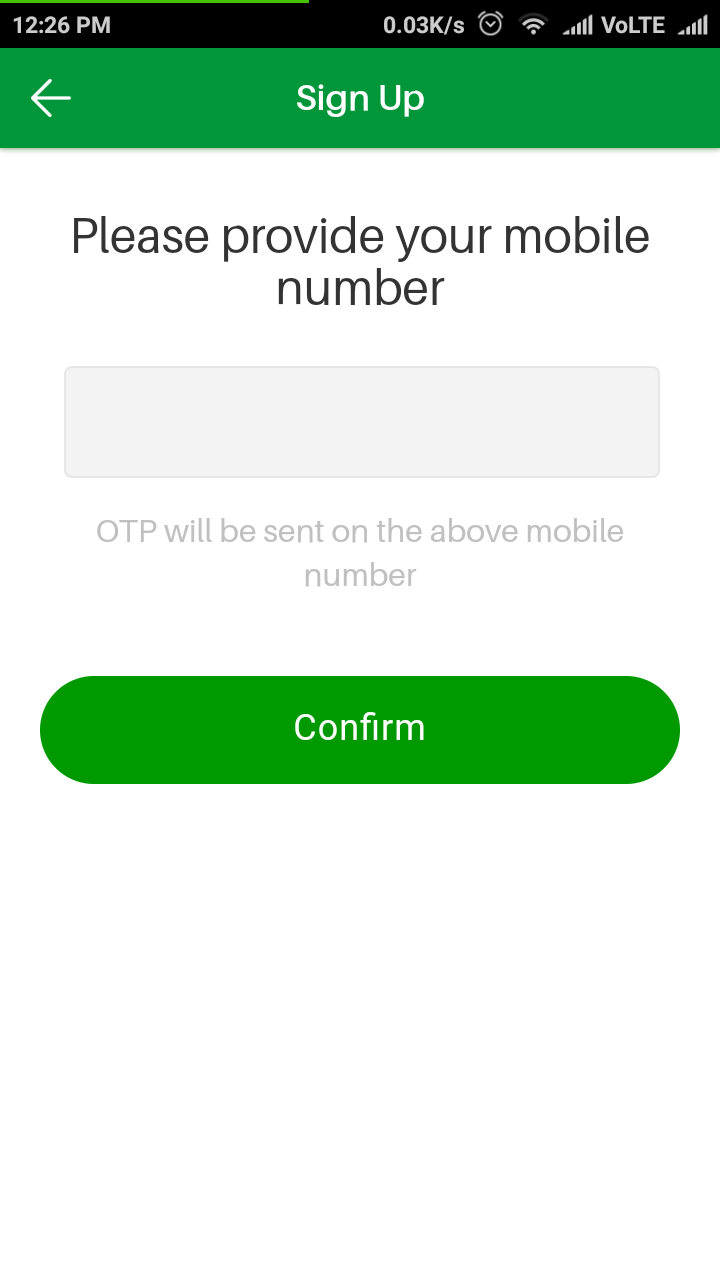 12:26 PM 0.03K/s VoLTE
Sign Up
Please provide your mobile
number
OTP will be sent on the above mobile
number
Confirm